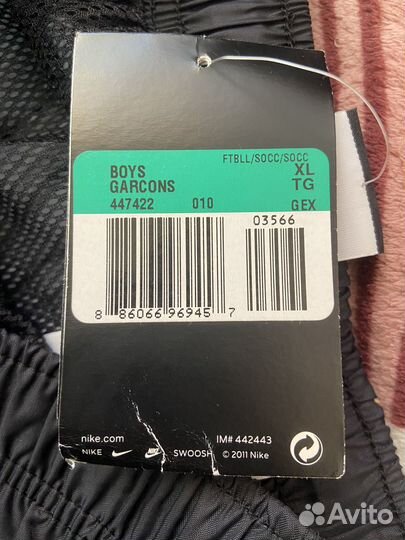 FTBLL/SOCC/SOCC
BOYS XL
GARCONS TG
447422 010 GEX
03566
8 86066 96945 7
nike.com IM# 442443
NIKE SWOOSH © 2011 Nike
Avito